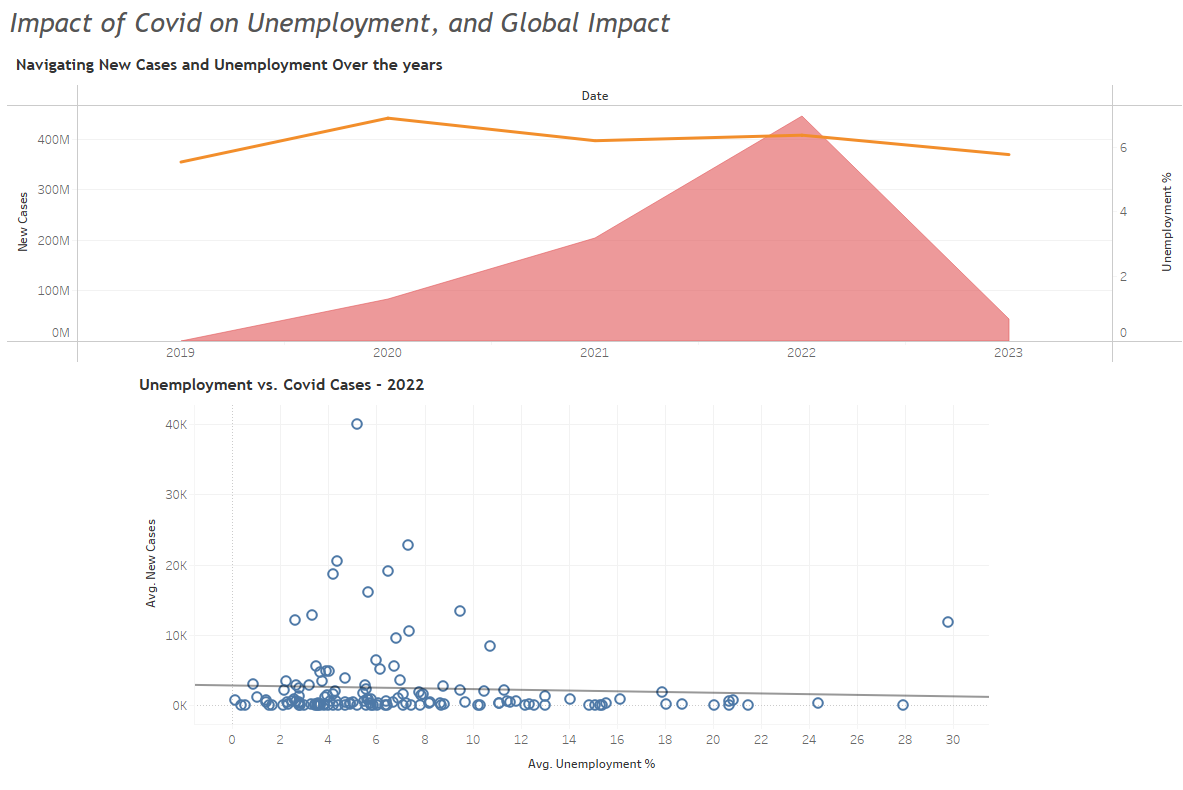 Impact of Covid on Unemployment, and Global Impact
Navigating New Cases and Unemployment Over the years
Date
400M
300M
200M
100M
0M
New Cases
6
4
2
0
Unemployment %
2019 2020 2021 2022 2023
Unemployment vs. Covid Cases - 2022
40K
30K
20K
10K
0K
Avg. New Cases
0 2 4 6 8 10 12 14 16 18 20 22 24 26 28 30
Avg. Unemployment %